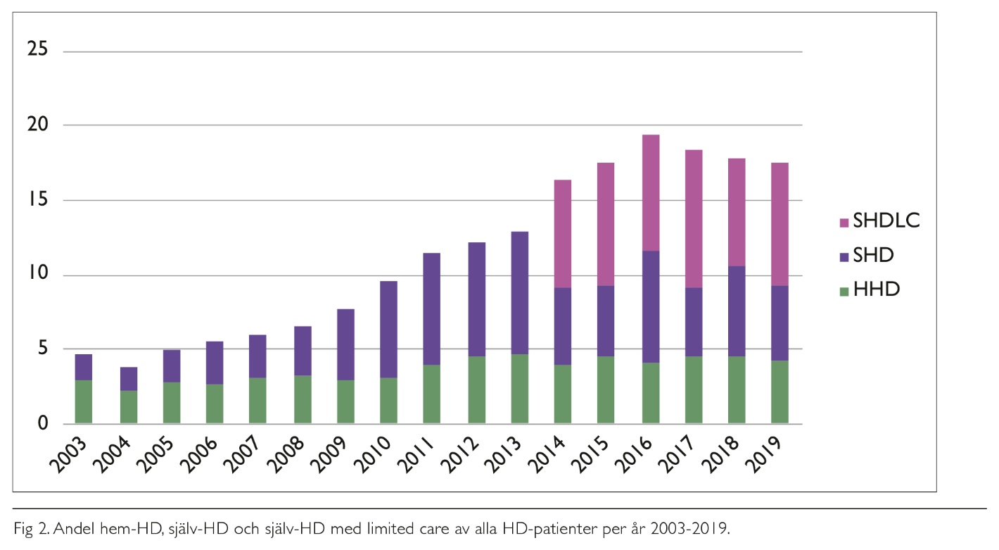 25
20
15
10
5
0
2003 2004 2005 2006 2007 2008 2009 2010 2011 2012 2013 2014 2015 2016 2017 2018 2019
SHDLC
SHD
HHD
Fig 2. Andel hem-HD, själv-HD och själv-HD med limited care av alla HD-patienter per år 2003-2019.